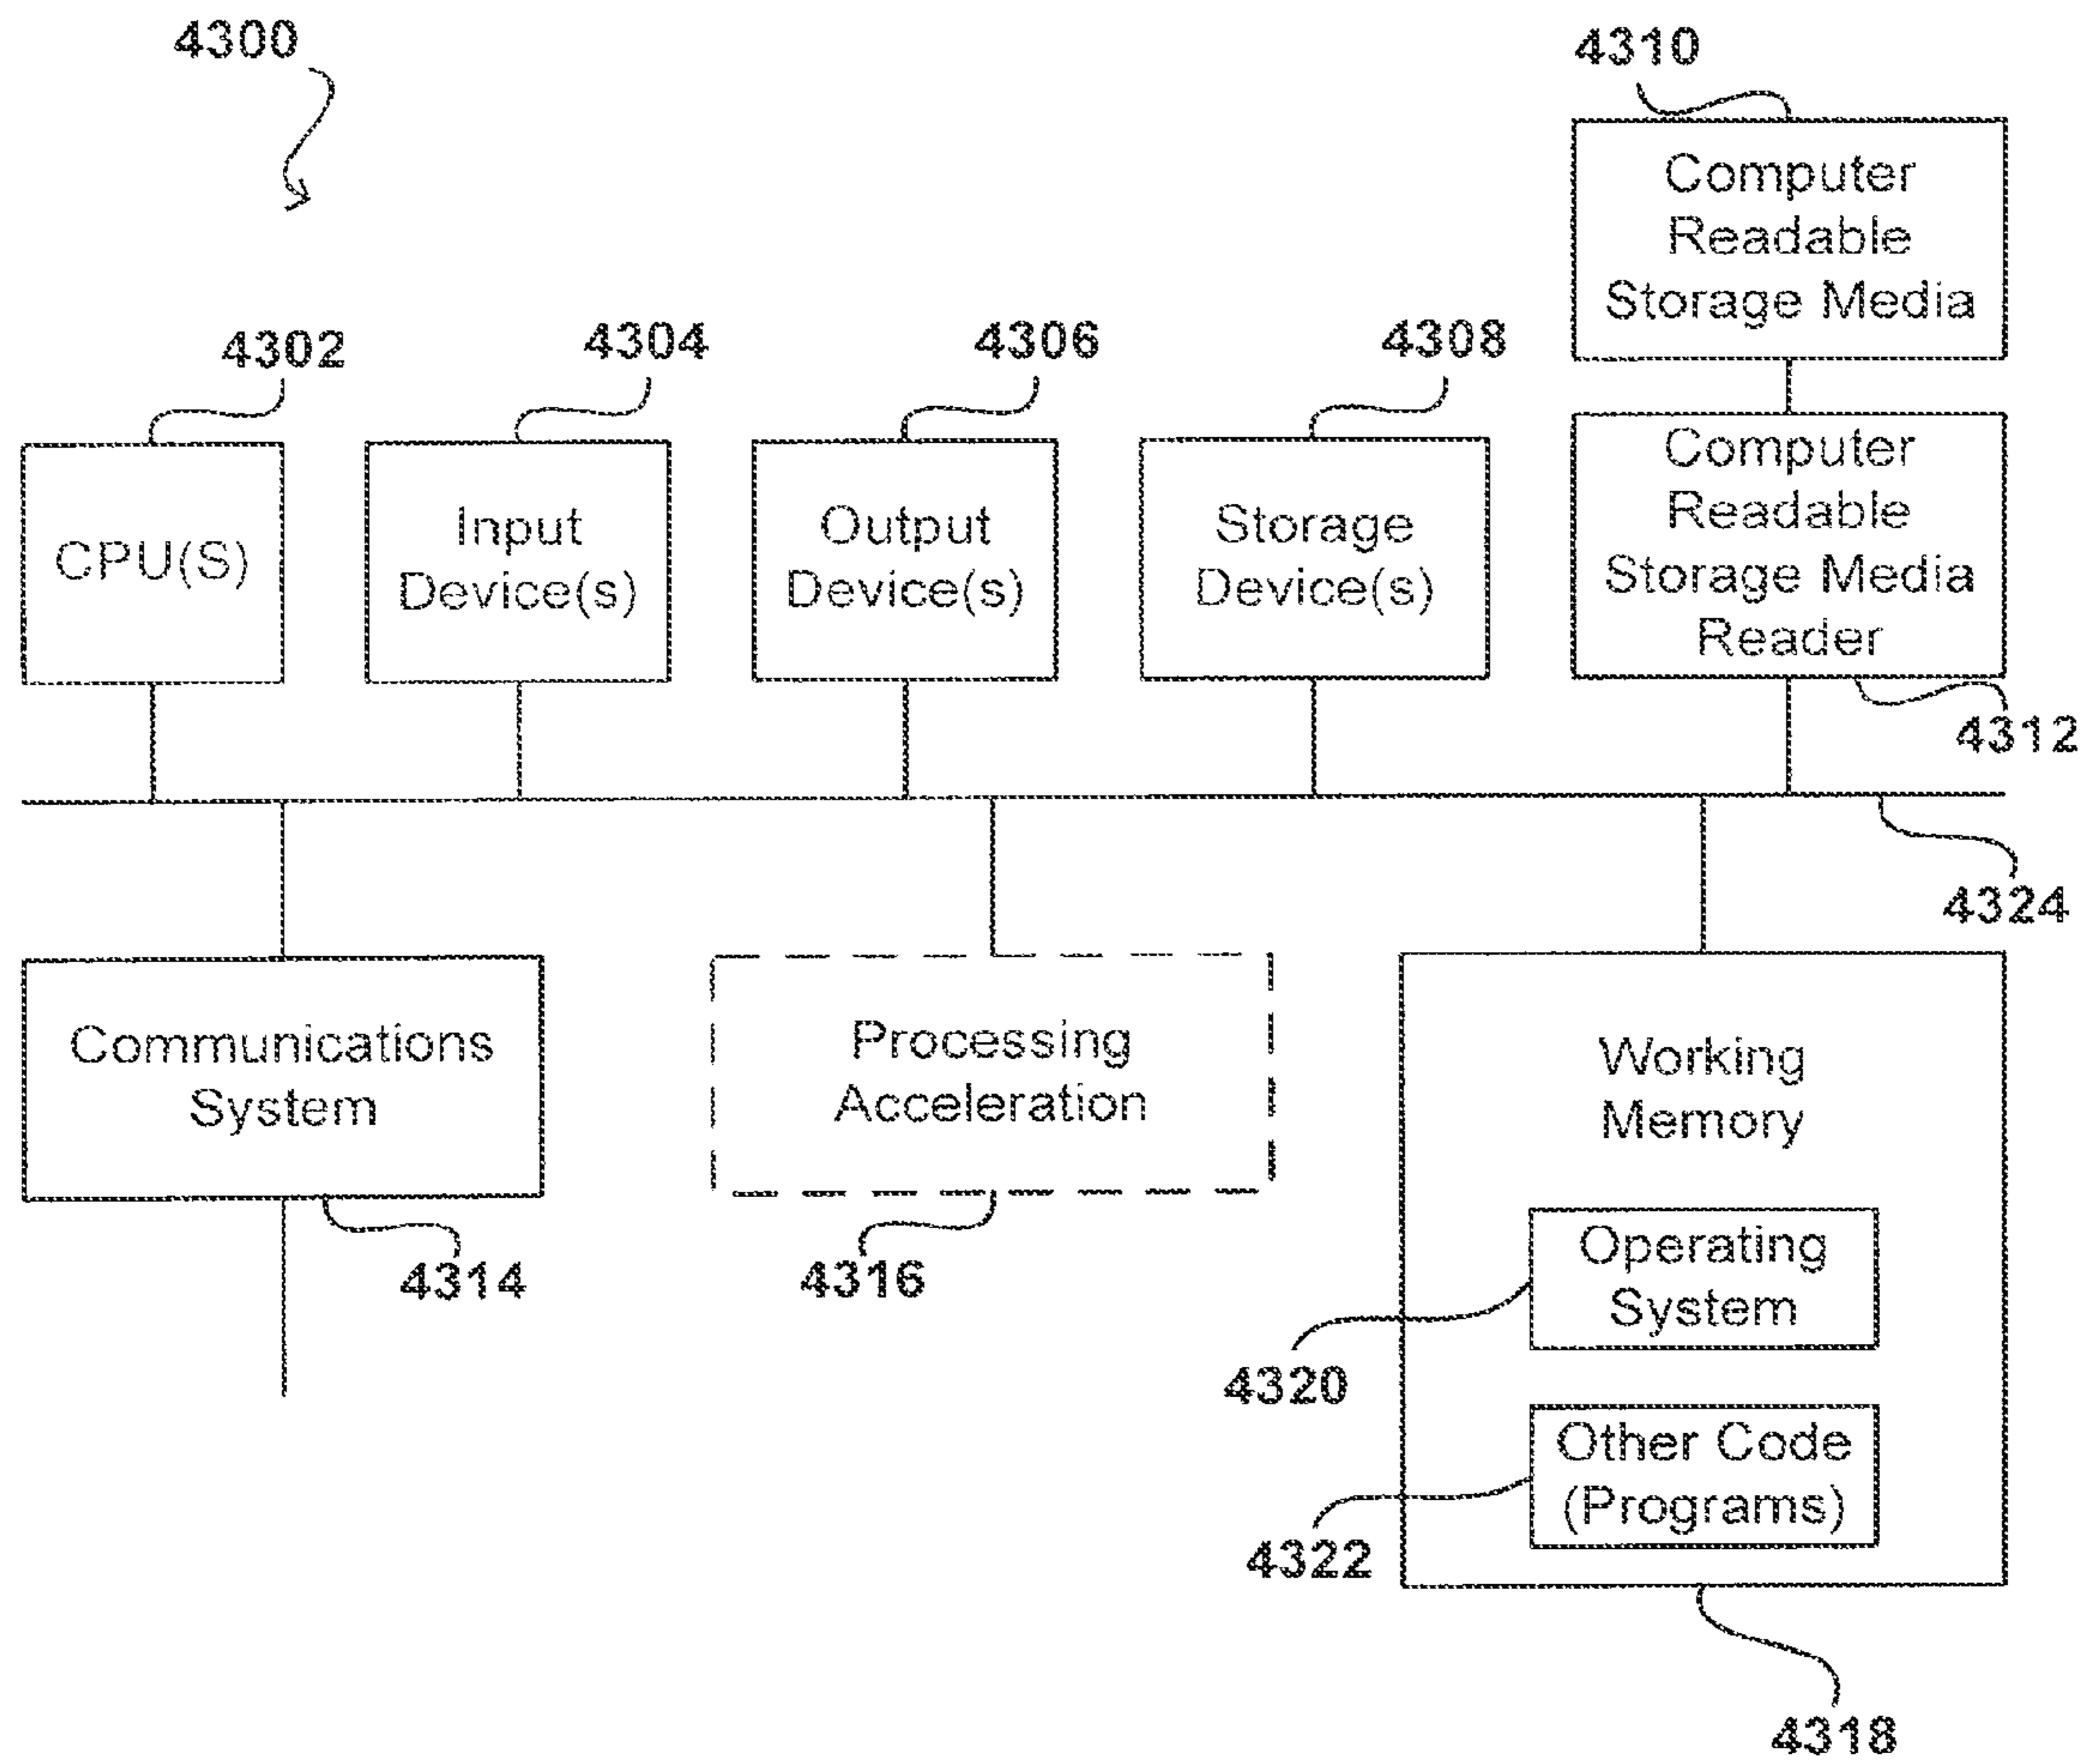 4300
4310
Computer
Readable
Storage Media
4302
4304
4306
4308
CPU(S)
Input
Device(s)
Output
Device(s)
Storage
Device(s)
Computer
Readable
Storage Media
Reader
4312
4324
Communications
System
4314
Processing
Acceleration
4316
Working
Memory
Operating
System
4320
Other Code
(Programs)
4322
4318